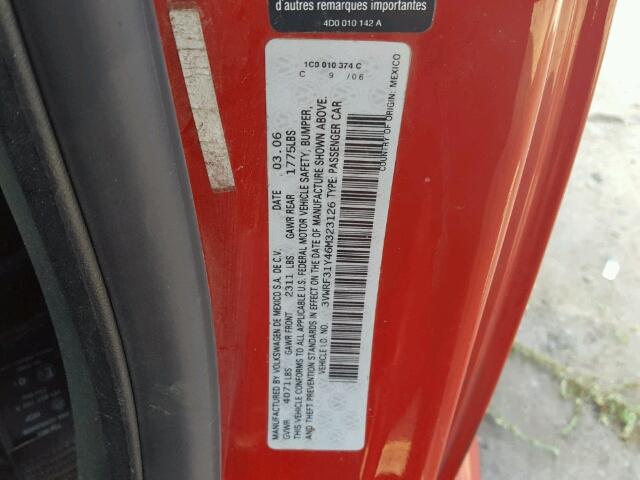 d'autres remarques importantes
4D0 010 142 A
1C0 010 374 C
C 9 /06
MANUFACTURED BY VOLKSWAGEN DE MEXICO S.A. DE C.V. DATE 03.06
GVWR 4071LBS GAWR FRONT 2311 LBS GAWR REAR 1775LBS
THIS VEHICLE CONFORMS TO ALL APPLICABLE U.S. FEDERAL MOTOR VEHICLE SAFETY, BUMPER,
AND THEFT PREVENTION STANDARDS IN EFFECT ON THE DATE OF MANUFACTURE SHOWN ABOVE.
VEHICLE I.D. NO. 3VWRF31Y46M323126 TYPE: PASSENGER CAR
COUNTRY OF ORIGIN: MEXICO